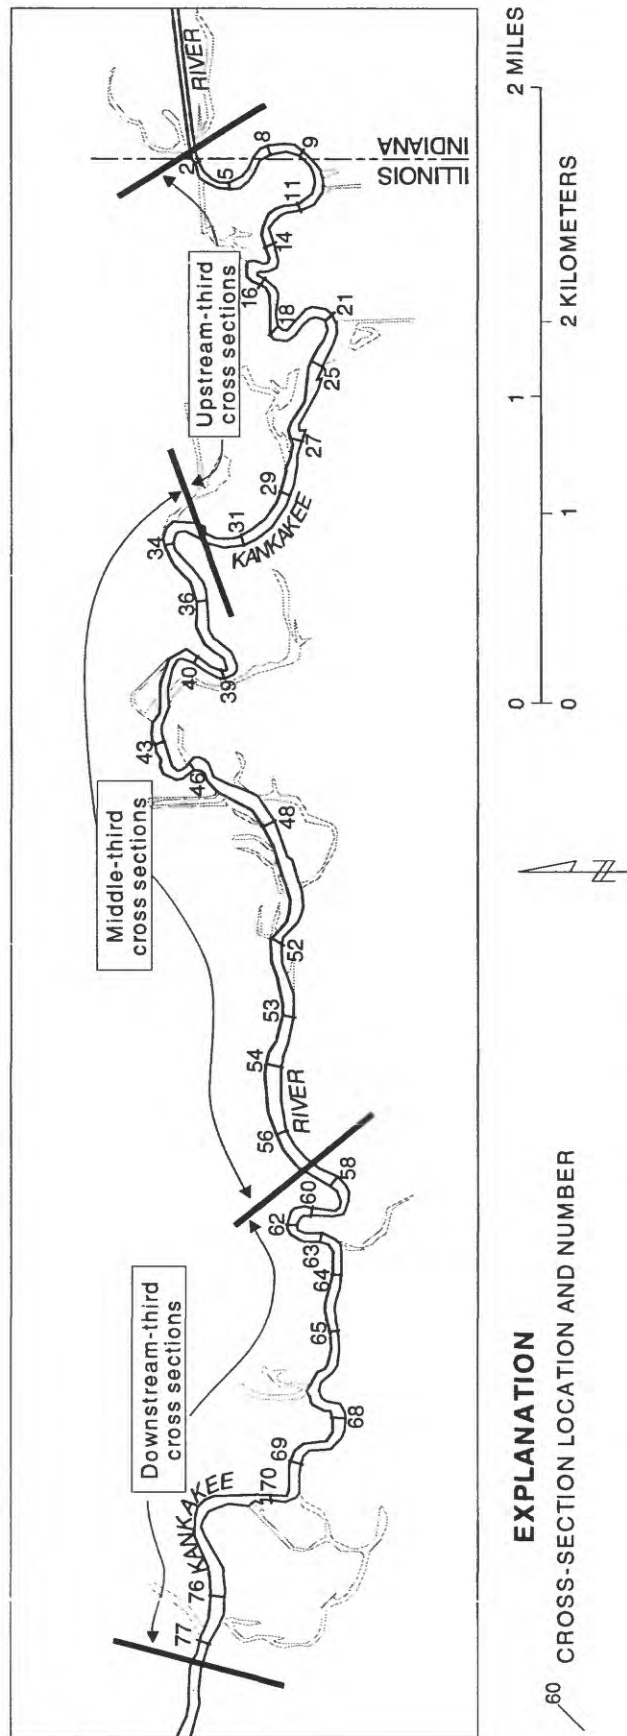 Downstream-third
cross sections
Middle-third
cross sections
Upstream-third
cross sections
77
76
KANKAKEE
70
69
68
65
64
63
62
60
58
56
RIVER
54
53
52
48
46
43
40
39
36
34
31
KANKAKEE
29
27
25
21
18
16
14
11
9
8
5
2
RIVER
ILLINOIS
INDIANA
EXPLANATION
60 CROSS-SECTION LOCATION AND NUMBER
N
0 1 2 MILES
0 1 2 KILOMETERS